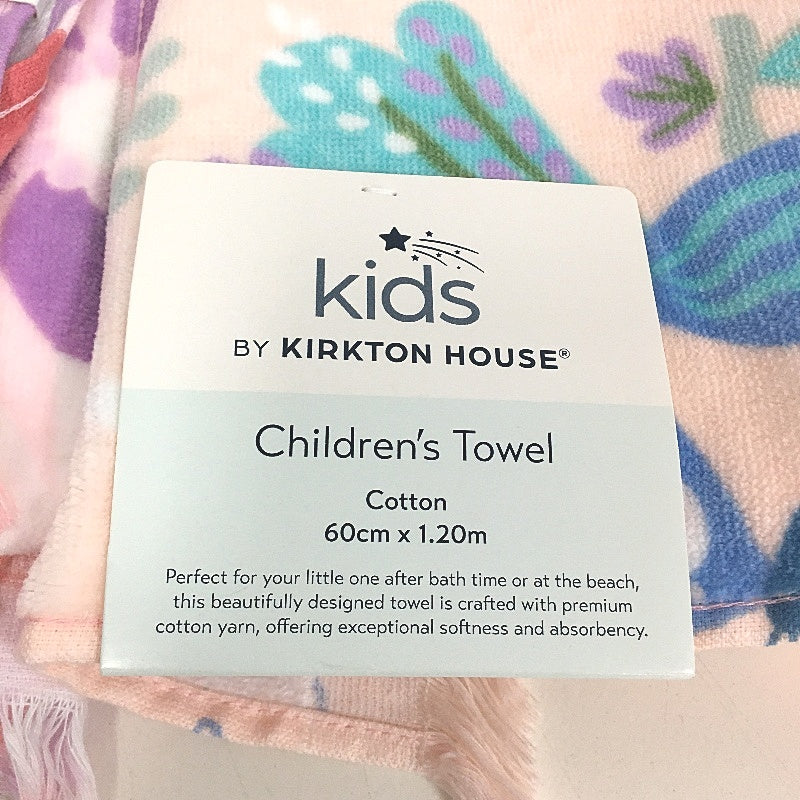 kids
BY KIRKTON HOUSE®
Children's Towel
Cotton
60cm x 1.20m
Perfect for your little one after bath time or at the beach,
this beautifully designed towel is crafted with premium
cotton yarn, offering exceptional softness and absorbency.